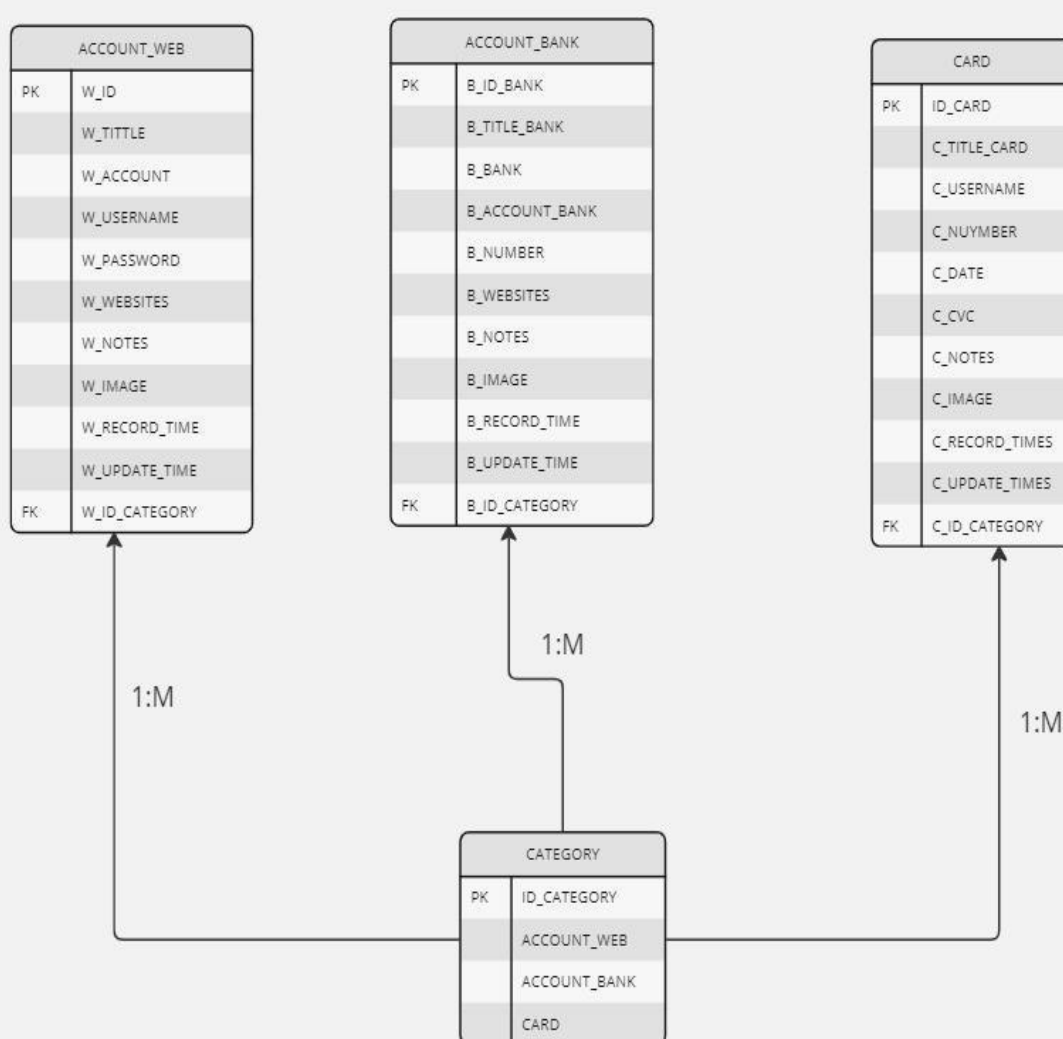 ACCOUNT_WEB
PK W_ID
W_TITTLE
W_ACCOUNT
W_USERNAME
W_PASSWORD
W_WEBSITES
W_NOTES
W_IMAGE
W_RECORD_TIME
W_UPDATE_TIME
FK W_ID_CATEGORY
ACCOUNT_BANK
PK B_ID_BANK
B_TITLE_BANK
B_BANK
B_ACCOUNT_BANK
B_NUMBER
B_WEBSITES
B_NOTES
B_IMAGE
B_RECORD_TIME
B_UPDATE_TIME
FK B_ID_CATEGORY
CARD
PK ID_CARD
C_TITLE_CARD
C_USERNAME
C_NUYMBER
C_DATE
C_CVC
C_NOTES
C_IMAGE
C_RECORD_TIMES
C_UPDATE_TIMES
FK C_ID_CATEGORY
1:M
1:M
1:M
CATEGORY
PK ID_CATEGORY
ACCOUNT_WEB
ACCOUNT_BANK
CARD